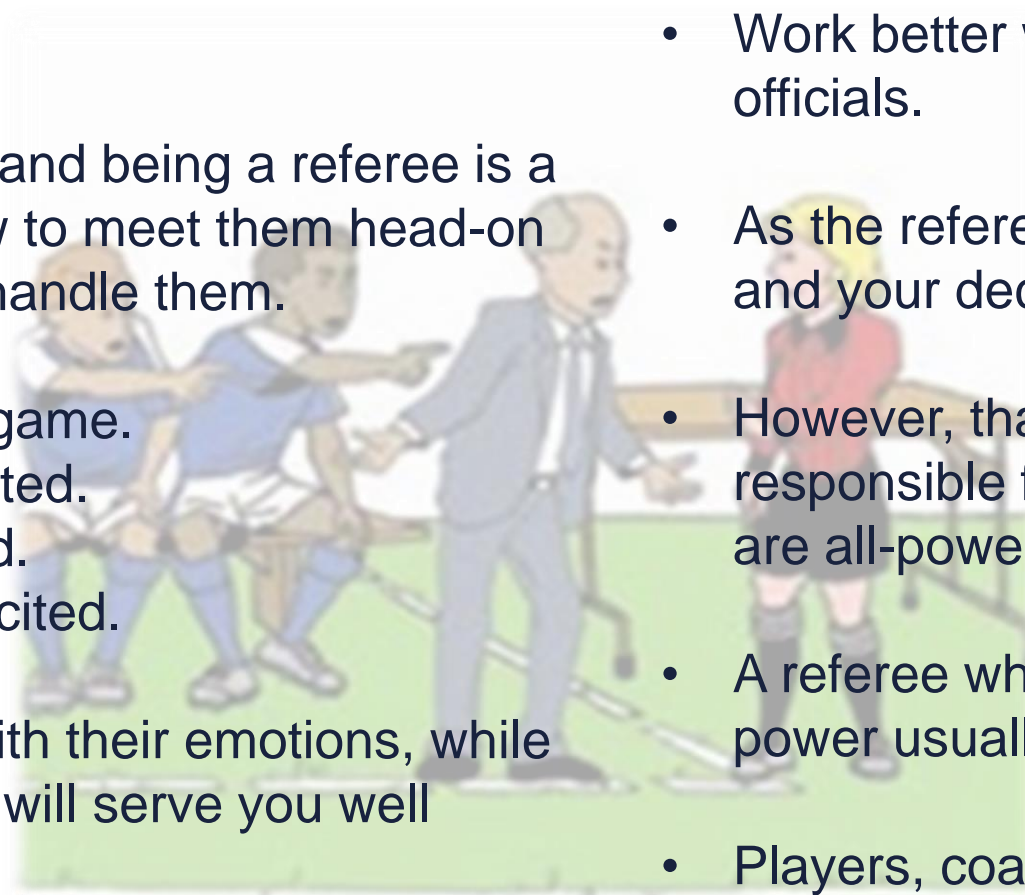 and being a referee is a
to meet them head-on
handle them.
game.
ted.
d.
cited.
ith their emotions, while
will serve you well
• Work better
officials.
• As the refere
and your dec
• However, tha
responsible f
are all-powe
• A referee wh
power usuall
• Players, coa